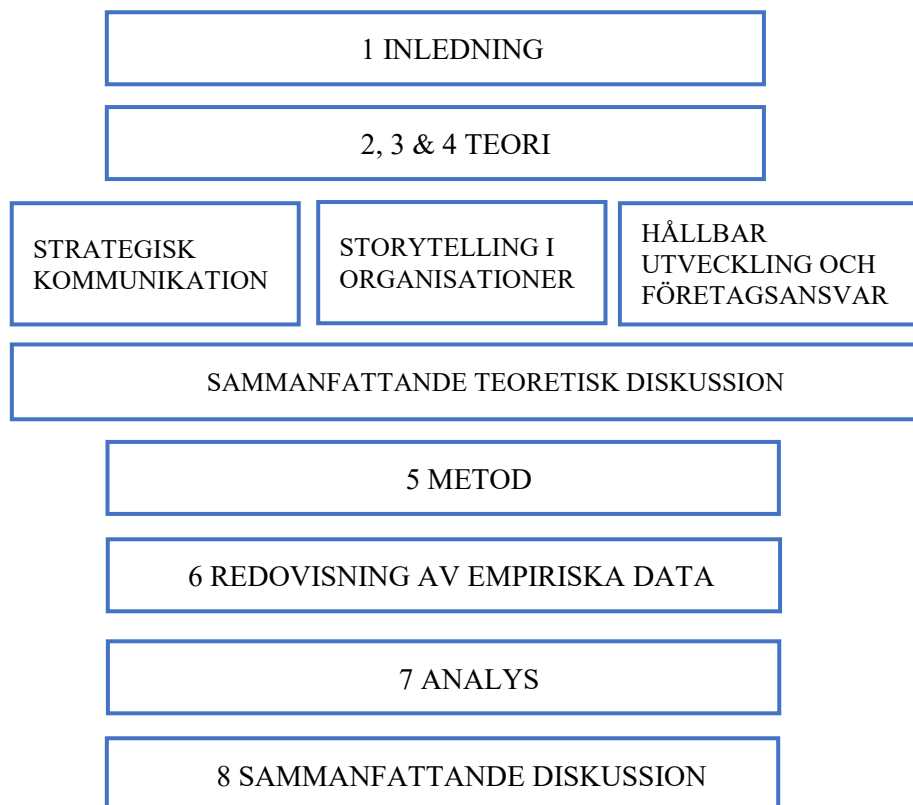 1 INLEDNING
2, 3 & 4 TEORI
STRATEGISK
KOMMUNIKATION
STORYTELLING I
ORGANISATIONER
HÅLLBAR
UTVECKLING OCH
FÖRETAGSANSVAR
SAMMANFATTANDE TEORETISK DISKUSSION
5 METOD
6 REDOVISNING AV EMPIRISKA DATA
7 ANALYS
8 SAMMANFATTANDE DISKUSSION